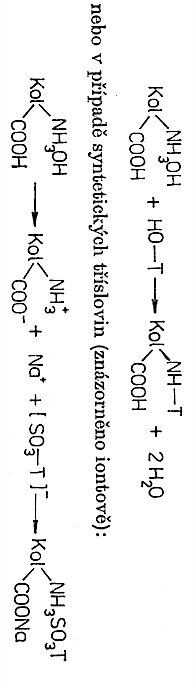 NH₃OH NH—T
Kol + HO—T → Kol + 2 H₂O
COOH COOH
nebo v případě syntetických tříslovin (znázorněno iontově):
NH₃OH NH₃⁺ NH₃SO₃T
Kol → Kol + Na⁺ + [SO₃—T]⁻ → Kol
COOH COO⁻ COONa